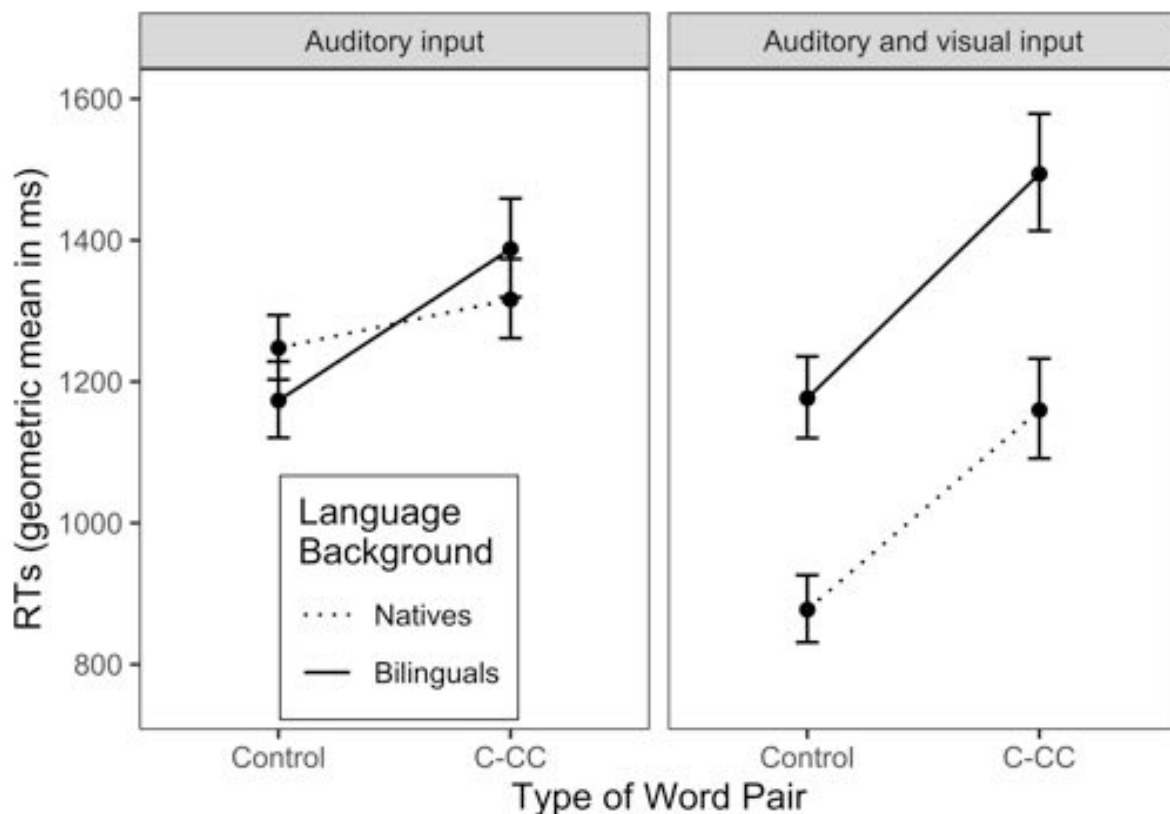 Auditory input
Auditory and visual input
RTs (geometric mean in ms)
1600
1400
1200
1000
800
Language
Background
Natives
Bilinguals
Control
C-CC
Control
C-CC
Type of Word Pair